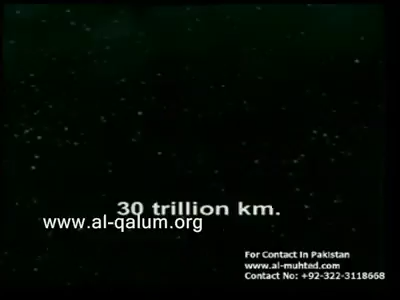 30 trillion km.
www.al-qalum.org
For Contact In Pakistan
www.al-muhted.com
Contact No: +92-322-3118668